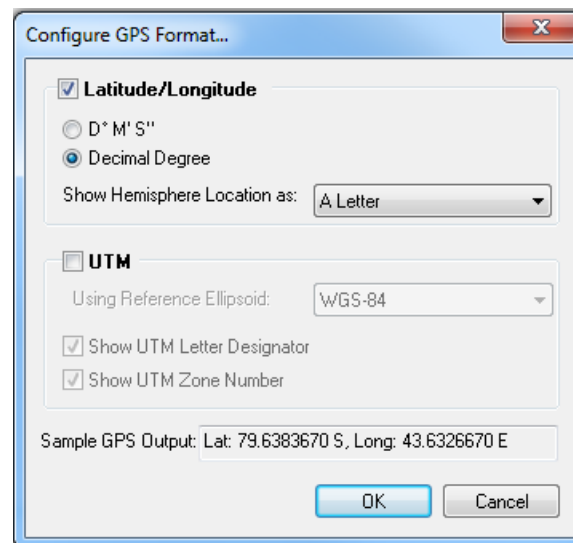 Configure GPS Format...
Latitude/Longitude
D° M' S"
Decimal Degree
Show Hemisphere Location as: A Letter
UTM
Using Reference Ellipsoid: WGS-84
Show UTM Letter Designator
Show UTM Zone Number
Sample GPS Output: Lat: 79.6383670 S, Long: 43.6326670 E
OK Cancel